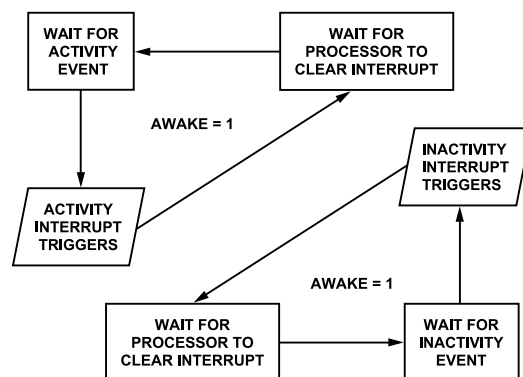 WAIT FOR
ACTIVITY
EVENT
WAIT FOR
PROCESSOR TO
CLEAR INTERRUPT
AWAKE = 1
ACTIVITY
INTERRUPT
TRIGGERS
INACTIVITY
INTERRUPT
TRIGGERS
AWAKE = 1
WAIT FOR
PROCESSOR TO
CLEAR INTERRUPT
WAIT FOR
INACTIVITY
EVENT